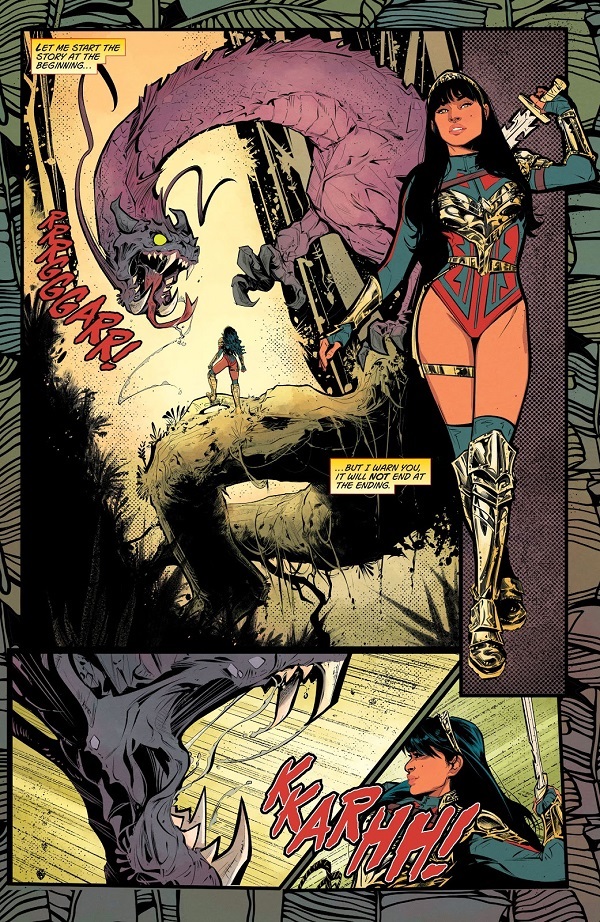 LET ME START THE
STORY AT THE
BEGINNING...
RRRGGGARR!
...BUT I WARN YOU,
IT WILL NOT END AT
THE ENDING.
KKARHH!